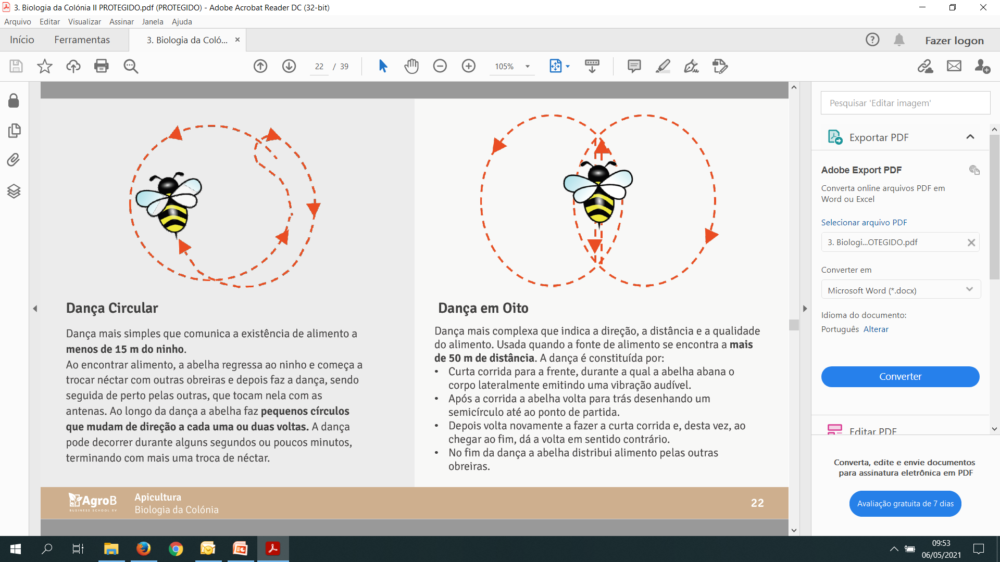 3. Biologia da Colónia II PROTEGIDO.pdf (PROTEGIDO) - Adobe Acrobat Reader DC (32-bit)
Arquivo Editar Visualizar Assinar Janela Ajuda
Início Ferramentas 3. Biologia da Coló... × Fazer logon
22 / 39 105%
Dança Circular
Dança mais simples que comunica a existência de alimento a
menos de 15 m do ninho.
Ao encontrar alimento, a abelha regressa ao ninho e começa a
trocar néctar com outras obreiras e depois faz a dança, sendo
seguida de perto pelas outras, que tocam nela com as
antenas. Ao longo da dança a abelha faz pequenos círculos
que mudam de direção a cada uma ou duas voltas. A dança
pode decorrer durante alguns segundos ou poucos minutos,
terminando com mais uma troca de néctar.
Dança em Oito
Dança mais complexa que indica a direção, a distância e a qualidade
do alimento. Usada quando a fonte de alimento se encontra a mais
de 50 m de distância. A dança é constituída por:
• Curta corrida para a frente, durante a qual a abelha abana o
corpo lateralmente emitindo uma vibração audível.
• Após a corrida a abelha volta para trás desenhando um
semicírculo até ao ponto de partida.
• Depois volta novamente a fazer a curta corrida e, desta vez, ao
chegar ao fim, dá a volta em sentido contrário.
• No fim da dança a abelha distribui alimento pelas outras
obreiras.
AgroB
BUSINESS SCHOOL EV
Apicultura
Biologia da Colónia
22
Pesquisar 'Editar imagem'
Exportar PDF
Adobe Export PDF
Converta online arquivos PDF em
Word ou Excel
Selecionar arquivo PDF
3. Biologi...OTEGIDO.pdf
Converter em
Microsoft Word (*.docx)
Idioma do documento:
Português Alterar
Converter
Editar PDF
Converta, edite e envie documentos
para assinatura eletrônica em PDF
Avaliação gratuita de 7 dias
09:53
06/05/2021